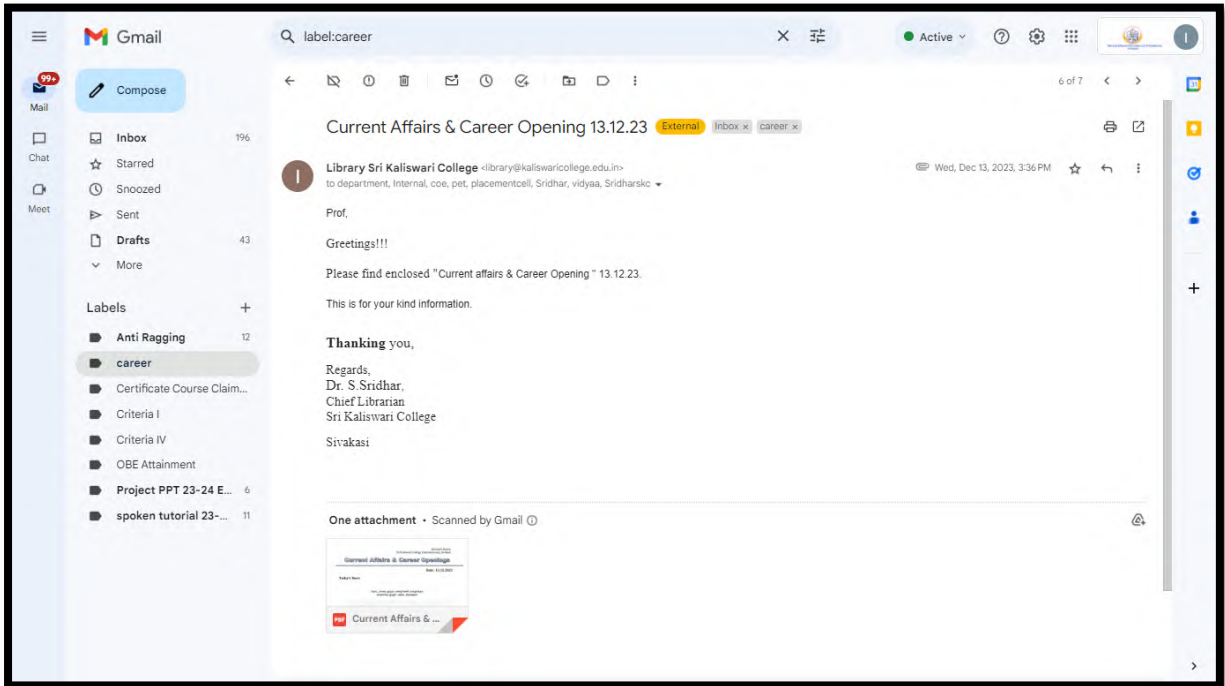 Gmail
label:career
Active
I
99+
Mail
Compose
6 of 7
31
Inbox 196
Current Affairs & Career Opening 13.12.23 External Inbox x career x
Chat
Starred
I
Library Sri Kaliswari College <library@kaliswaricollege.edu.in> Wed, Dec 13, 2023, 3:36 PM
to department, Internal, coe, pet, placementcell, Sridhar, vidyaa, Sridharskc
Snoozed
Meet
Sent
Prof,
Drafts 43
Greetings!!!
More
Please find enclosed "Current affairs & Career Opening " 13.12.23.
This is for your kind information.
Labels +
Anti Ragging 12
Thanking you,
career
Regards,
Certificate Course Claim...
Dr. S.Sridhar,
Chief Librarian
Criteria I
Sri Kaliswari College
Criteria IV
Sivakasi
OBE Attainment
Project PPT 23-24 E... 6
spoken tutorial 23-... 11
One attachment • Scanned by Gmail
Current Affairs & Career Openings
PDF Current Affairs & ...